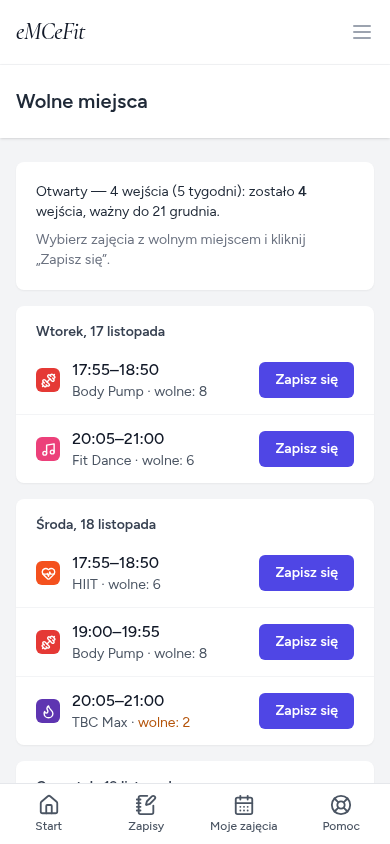 eMCeFit
Wolne miejsca
Otwarty — 4 wejścia (5 tygodni): zostało 4
wejścia, ważny do 21 grudnia.
Wybierz zajęcia z wolnym miejscem i kliknij
„Zapisz się”.
Wtorek, 17 listopada
17:55–18:50
Body Pump · wolne: 8
Zapisz się
20:05–21:00
Fit Dance · wolne: 6
Zapisz się
Środa, 18 listopada
17:55–18:50
HIIT · wolne: 6
Zapisz się
19:00–19:55
Body Pump · wolne: 8
Zapisz się
20:05–21:00
TBC Max · wolne: 2
Zapisz się
Start
Zapisy
Moje zajęcia
Pomoc